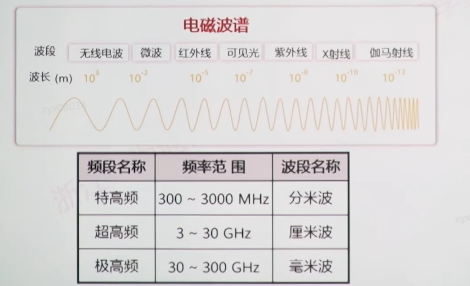 电磁波谱
波段 无线电波 微波 红外线 可见光 紫外线 X射线 伽马射线
波长 (m) 10³ 10⁻² 10⁻⁵ 10⁻⁷ 10⁻⁸ 10⁻¹⁰ 10⁻¹²
频段名称 频率范 围 波段名称
特高频 300 ~ 3000 MHz 分米波
超高频 3 ~ 30 GHz 厘米波
极高频 30 ~ 300 GHz 毫米波